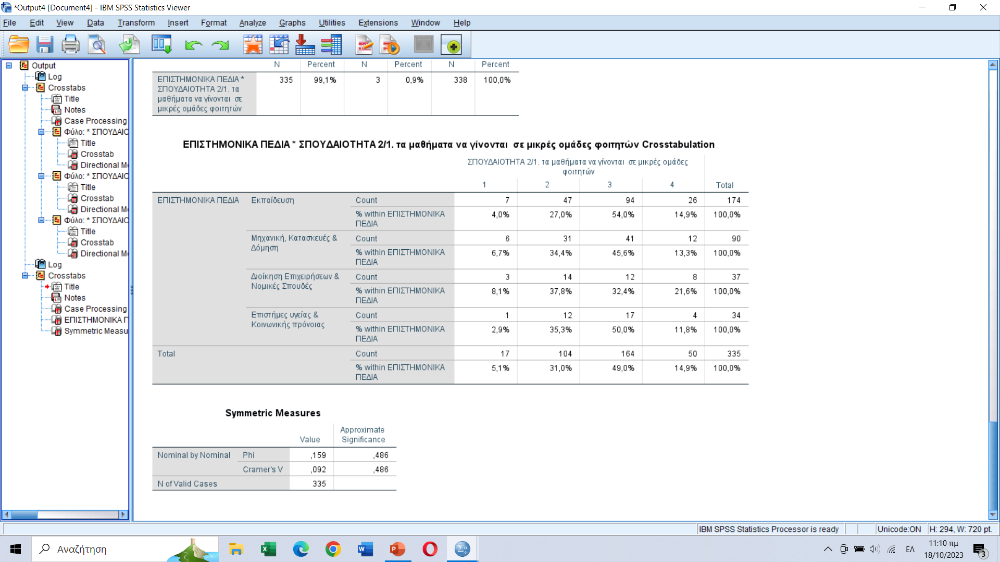 *Output4 [Document4] - IBM SPSS Statistics Viewer
File Edit View Data Transform Insert Format Analyze Graphs Utilities Extensions Window Help
Output
Log
Crosstabs
Title
Notes
Case Processing
Φύλο: * ΣΠΟΥΔΑΙΟ
Title
Crosstab
Directional Me
Φύλο: * ΣΠΟΥΔΑΙΟ
Title
Crosstab
Directional Me
Φύλο: * ΣΠΟΥΔΑΙΟ
Title
Crosstab
Directional Me
Log
Crosstabs
Title
Notes
Case Processing
ΕΠΙΣΤΗΜΟΝΙΚΑ Π
Symmetric Measu
N Percent N Percent N Percent
ΕΠΙΣΤΗΜΟΝΙΚΑ ΠΕΔΙΑ * 335 99,1% 3 0,9% 338 100,0%
ΣΠΟΥΔΑΙΟΤΗΤΑ 2/1. τα
μαθήματα να γίνονται σε
μικρές ομάδες φοιτητών
ΕΠΙΣΤΗΜΟΝΙΚΑ ΠΕΔΙΑ * ΣΠΟΥΔΑΙΟΤΗΤΑ 2/1. τα μαθήματα να γίνονται σε μικρές ομάδες φοιτητών Crosstabulation
ΣΠΟΥΔΑΙΟΤΗΤΑ 2/1. τα μαθήματα να γίνονται σε μικρές ομάδες
φοιτητών
1 2 3 4 Total
ΕΠΙΣΤΗΜΟΝΙΚΑ ΠΕΔΙΑ Εκπαίδευση Count 7 47 94 26 174
% within ΕΠΙΣΤΗΜΟΝΙΚΑ 4,0% 27,0% 54,0% 14,9% 100,0%
ΠΕΔΙΑ
Μηχανική, Κατασκευές & Count 6 31 41 12 90
Δόμηση
% within ΕΠΙΣΤΗΜΟΝΙΚΑ 6,7% 34,4% 45,6% 13,3% 100,0%
ΠΕΔΙΑ
Διοίκηση Επιχειρήσεων & Count 3 14 12 8 37
Νομικές Σπουδές
% within ΕΠΙΣΤΗΜΟΝΙΚΑ 8,1% 37,8% 32,4% 21,6% 100,0%
ΠΕΔΙΑ
Επιστήμες υγείας & Count 1 12 17 4 34
Κοινωνικής πρόνοιας
% within ΕΠΙΣΤΗΜΟΝΙΚΑ 2,9% 35,3% 50,0% 11,8% 100,0%
ΠΕΔΙΑ
Total Count 17 104 164 50 335
% within ΕΠΙΣΤΗΜΟΝΙΚΑ 5,1% 31,0% 49,0% 14,9% 100,0%
ΠΕΔΙΑ
Symmetric Measures
Approximate
Value Significance
Nominal by Nominal Phi ,159 ,486
Cramer's V ,092 ,486
N of Valid Cases 335
IBM SPSS Statistics Processor is ready Unicode:ON H: 294, W: 720 pt.
Αναζήτηση
ΕΛ
11:10 πμ
18/10/2023
3